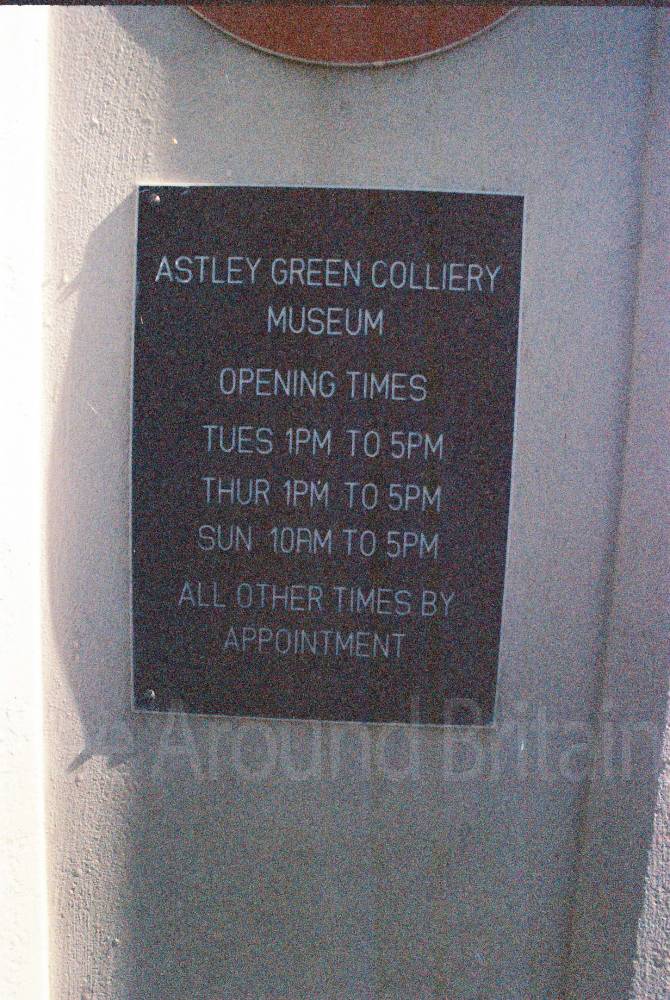 ASTLEY GREEN COLLIERY
MUSEUM
OPENING TIMES
TUES 1PM TO 5PM
THUR 1PM TO 5PM
SUN 10AM TO 5PM
ALL OTHER TIMES BY
APPOINTMENT
Around Britain